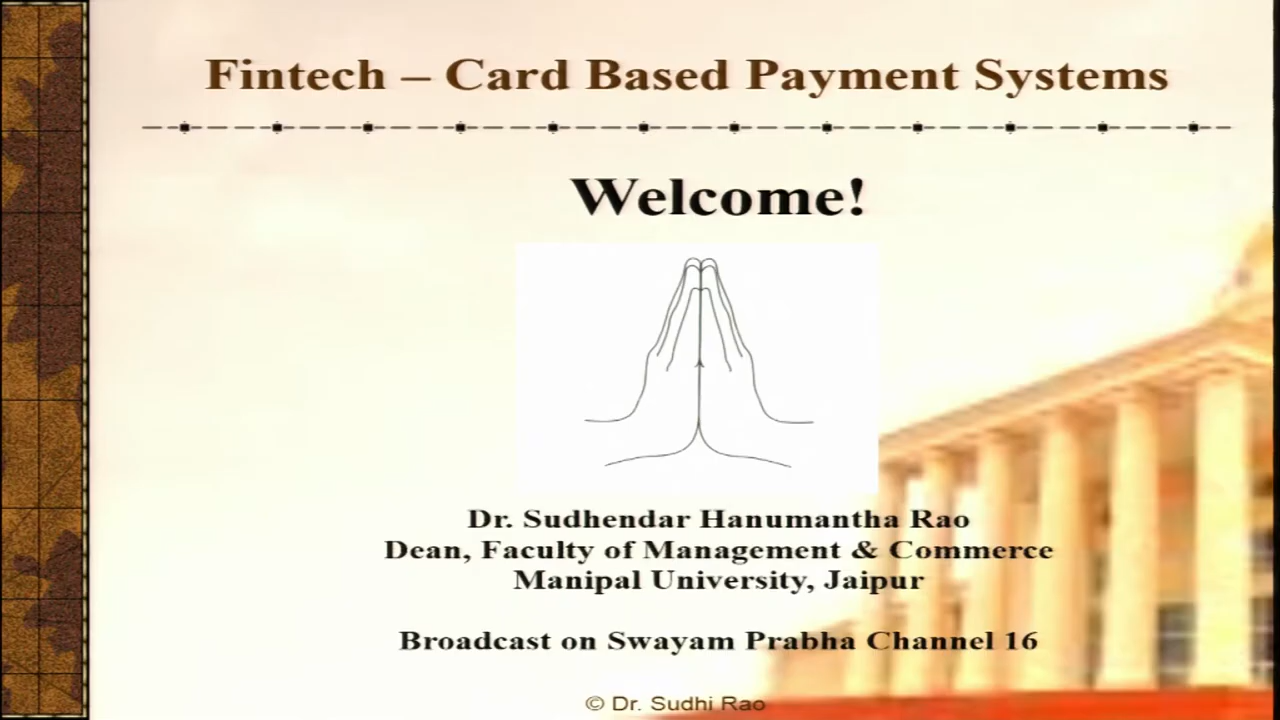 Fintech – Card Based Payment Systems
Welcome!
Dr. Sudhendar Hanumantha Rao
Dean, Faculty of Management & Commerce
Manipal University, Jaipur
Broadcast on Swayam Prabha Channel 16
© Dr. Sudhi Rao